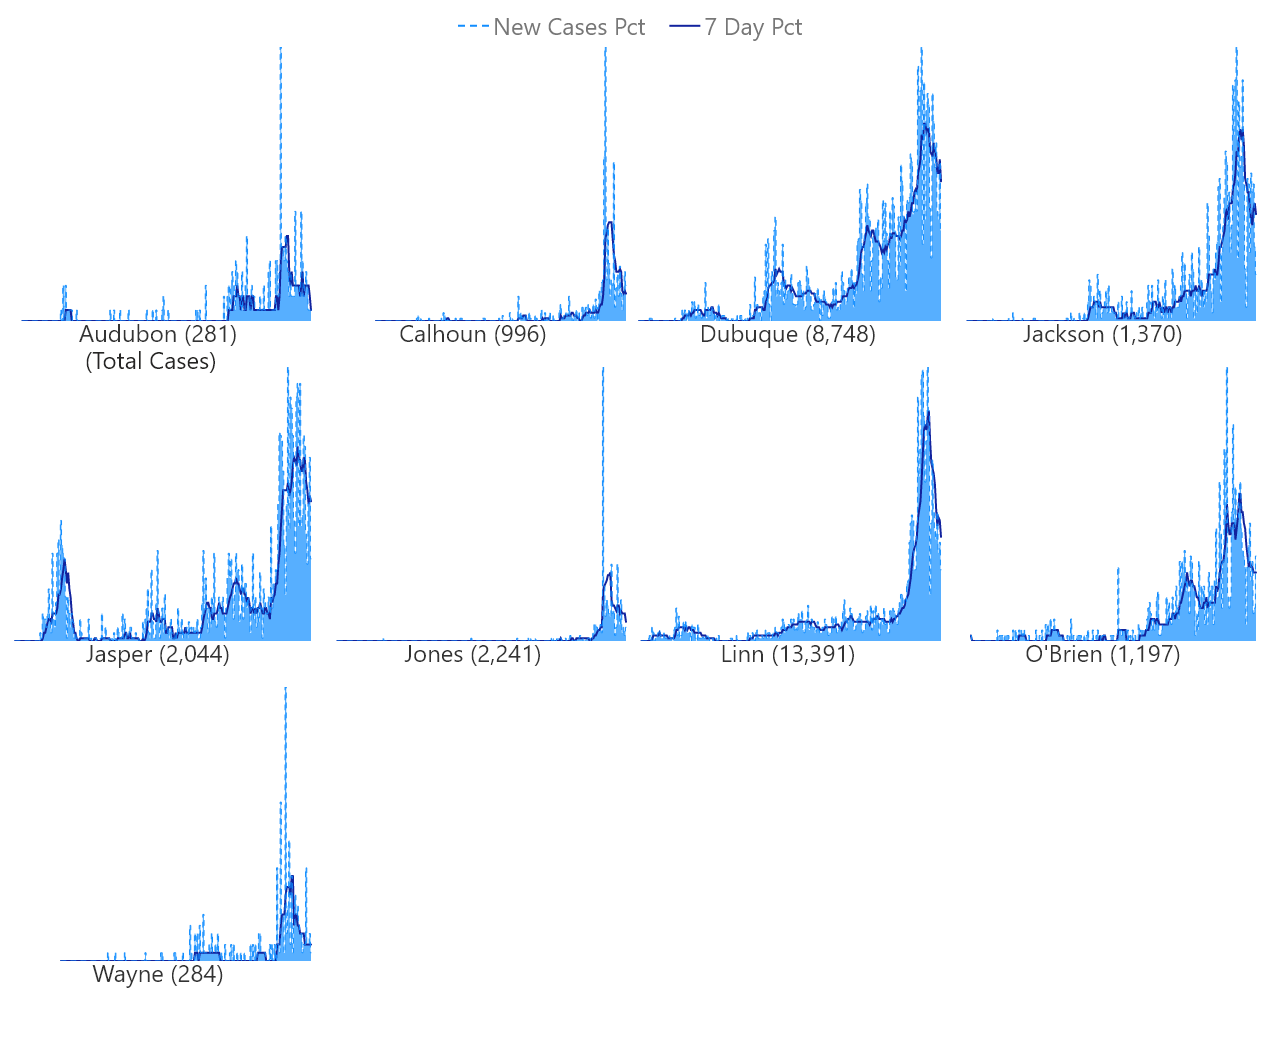 New Cases Pct 7 Day Pct
Audubon (281) Calhoun (996) Dubuque (8,748) Jackson (1,370)
(Total Cases)
Jasper (2,044) Jones (2,241) Linn (13,391) O'Brien (1,197)
Wayne (284)